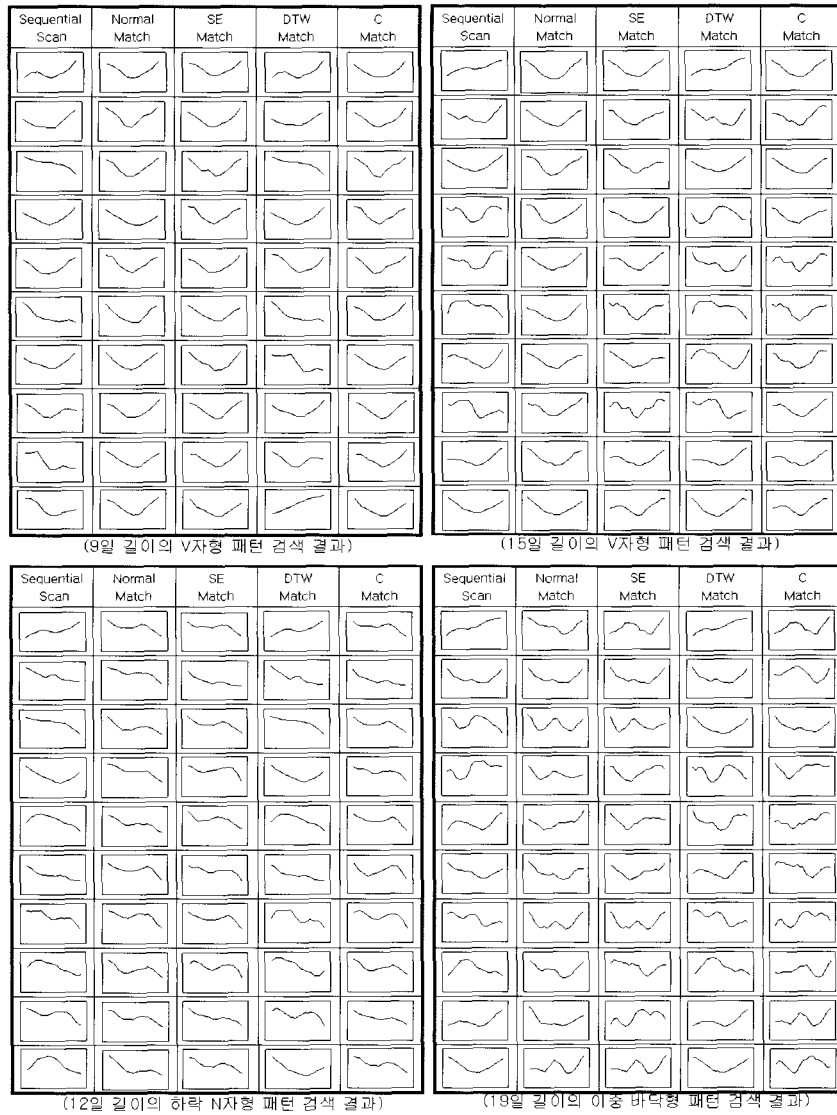 Sequential Scan
Normal Match
SE Match
DTW Match
C Match
Sequential Scan
Normal Match
SE Match
DTW Match
C Match
(9일 길이의 V자형 패턴 검색 결과)
(15일 길이의 V자형 패턴 검색 결과)
Sequential Scan
Normal Match
SE Match
DTW Match
C Match
Sequential Scan
Normal Match
SE Match
DTW Match
C Match
(12일 길이의 하락 N자형 패턴 검색 결과)
(19일 길이의 이중 바닥형 패턴 검색 결과)